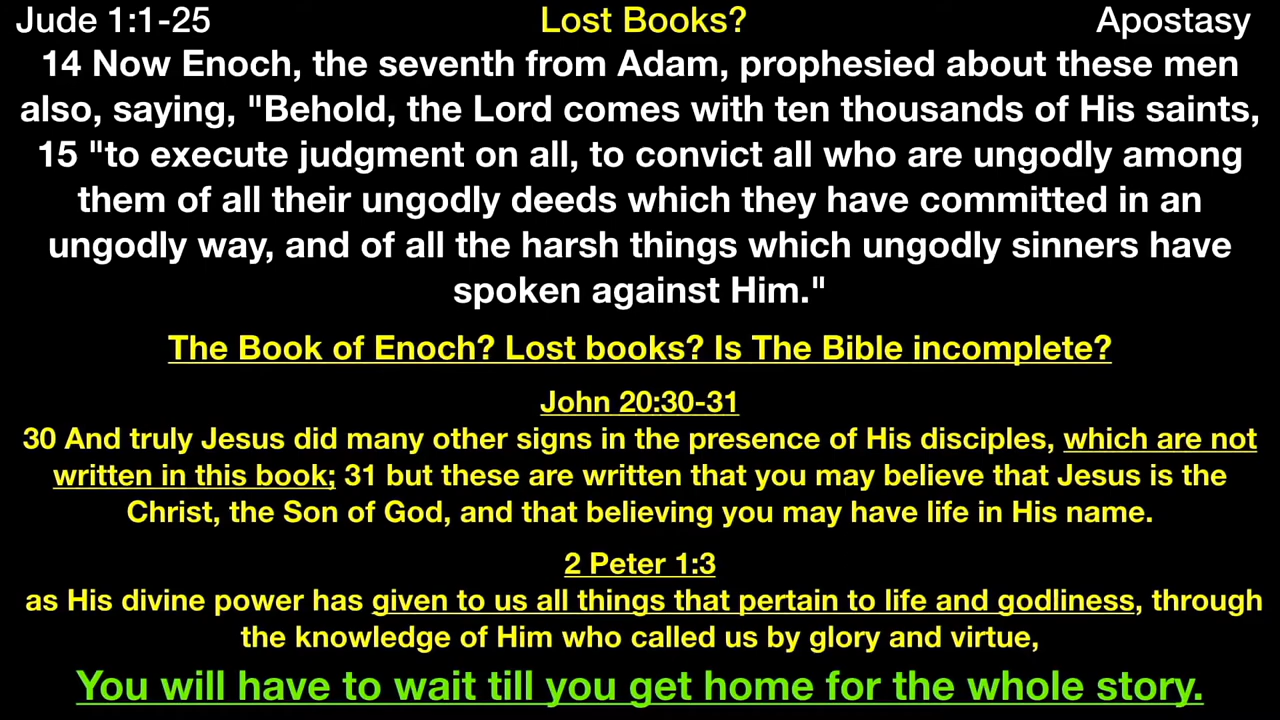 Jude 1:1-25 Lost Books? Apostasy
14 Now Enoch, the seventh from Adam, prophesied about these men
also, saying, "Behold, the Lord comes with ten thousands of His saints,
15 "to execute judgment on all, to convict all who are ungodly among
them of all their ungodly deeds which they have committed in an
ungodly way, and of all the harsh things which ungodly sinners have
spoken against Him."
The Book of Enoch? Lost books? Is The Bible incomplete?
John 20:30-31
30 And truly Jesus did many other signs in the presence of His disciples, which are not
written in this book; 31 but these are written that you may believe that Jesus is the
Christ, the Son of God, and that believing you may have life in His name.
2 Peter 1:3
as His divine power has given to us all things that pertain to life and godliness, through
the knowledge of Him who called us by glory and virtue,
You will have to wait till you get home for the whole story.